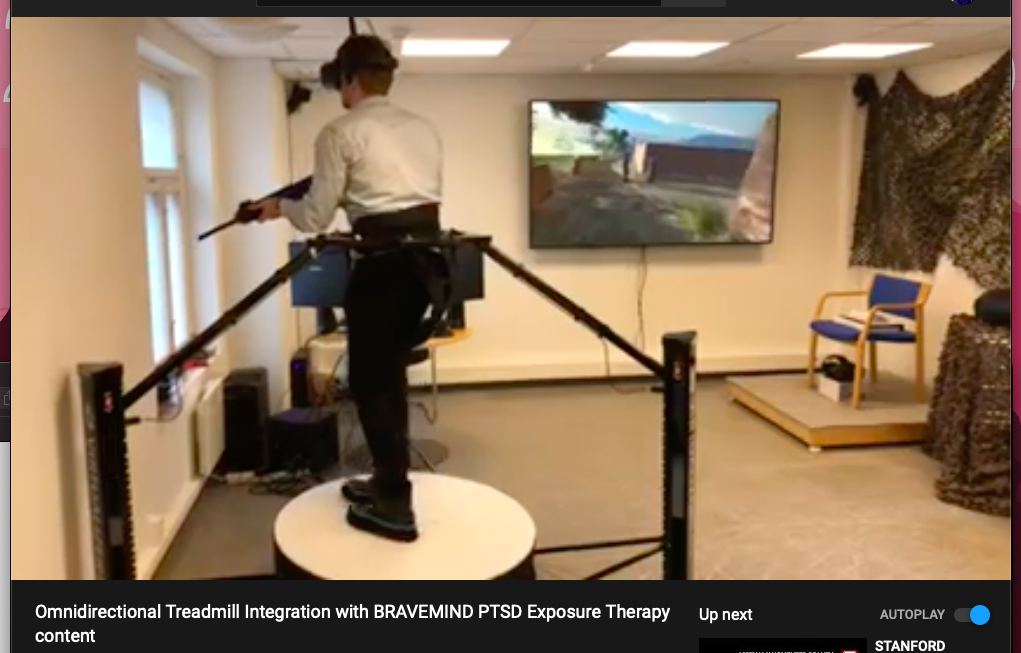 Omnidirectional Treadmill Integration with BRAVEMIND PTSD Exposure Therapy
content
Up next
AUTOPLAY
STANFORD